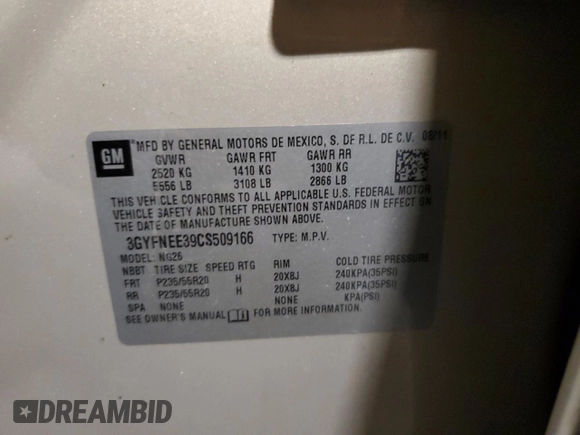 GM
MFD BY GENERAL MOTORS DE MEXICO, S. DE R.L. DE C.V. 06/11
GVWR GAWR FRT GAWR RR
2520 KG 1410 KG 1300 KG
5556 LB 3108 LB 2866 LB
THIS VEHICLE CONFORMS TO ALL APPLICABLE U.S. FEDERAL MOTOR
VEHICLE SAFETY AND THEFT PREVENTION STANDARDS IN EFFECT ON
THE DATE OF MANUFACTURE SHOWN ABOVE.
3GYFNEE39CS509166 TYPE: M.P.V.
MODEL: NG26
NBBT TIRE SIZE SPEED RTG RIM COLD TIRE PRESSURE
FRT P235/55R20 H 20X8J 240KPA(35PSI)
RR P235/55R20 H 20X8J 240KPA(35PSI)
SPA NONE NONE KPA(PSI)
SEE OWNER'S MANUAL FOR MORE INFORMATION.
DREAMBID